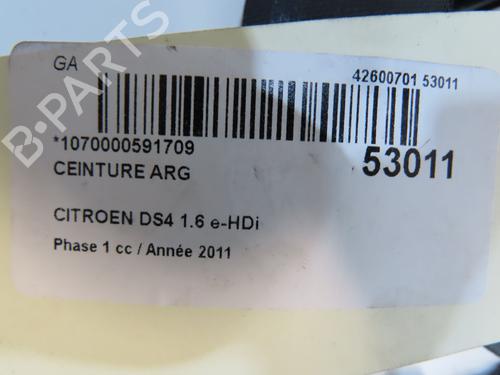 GA
42600701 53011
*1070000591709
53011
CEINTURE ARG
CITROEN DS4 1.6 e-HDi
Phase 1 cc / Année 2011
B-PARTS